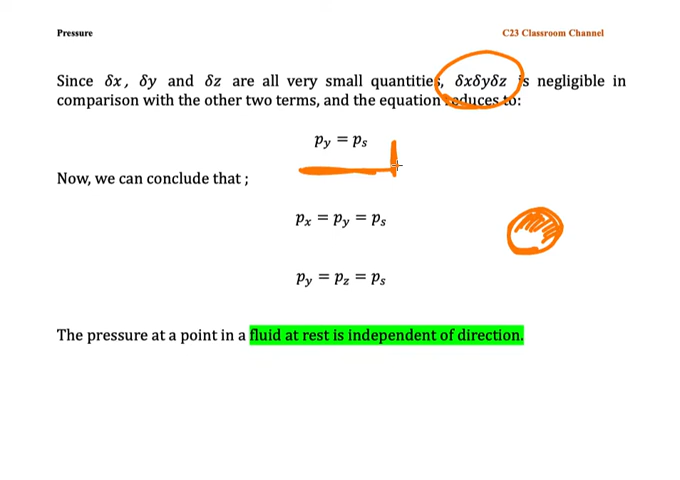 Pressure
C23 Classroom Channel
Since δx, δy and δz are all very small quantities, δxδyδz is negligible in
comparison with the other two terms, and the equation reduces to:
p_y = p_s
Now, we can conclude that ;
p_x = p_y = p_s
p_y = p_z = p_s
The pressure at a point in a fluid at rest is independent of direction.